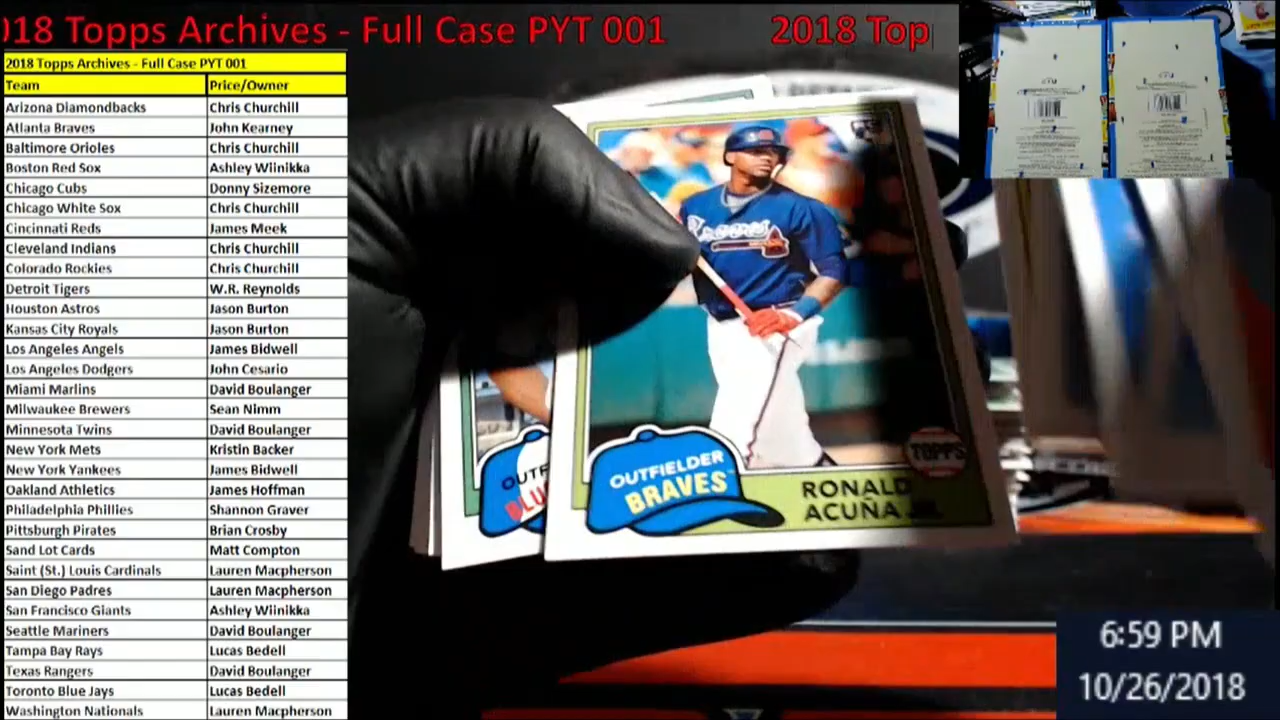 018 Topps Archives - Full Case PYT 001 2018 Top
2018 Topps Archives - Full Case PYT 001
Team Price/Owner
Arizona Diamondbacks Chris Churchill
Atlanta Braves John Kearney
Baltimore Orioles Chris Churchill
Boston Red Sox Ashley Wiinikka
Chicago Cubs Donny Sizemore
Chicago White Sox Chris Churchill
Cincinnati Reds James Meek
Cleveland Indians Chris Churchill
Colorado Rockies Chris Churchill
Detroit Tigers W.R. Reynolds
Houston Astros Jason Burton
Kansas City Royals Jason Burton
Los Angeles Angels James Bidwell
Los Angeles Dodgers John Cesario
Miami Marlins David Boulanger
Milwaukee Brewers Sean Nimm
Minnesota Twins David Boulanger
New York Mets Kristin Backer
New York Yankees James Bidwell
Oakland Athletics James Hoffman
Philadelphia Phillies Shannon Graver
Pittsburgh Pirates Brian Crosby
Sand Lot Cards Matt Compton
Saint (St.) Louis Cardinals Lauren Macpherson
San Diego Padres Lauren Macpherson
San Francisco Giants Ashley Wiinikka
Seattle Mariners David Boulanger
Tampa Bay Rays Lucas Bedell
Texas Rangers David Boulanger
Toronto Blue Jays Lucas Bedell
Washington Nationals Lauren Macpherson
Braves
OUTF
BLU
OUTFIELDER
BRAVES
TOPPS
RONALD
ACUÑA JR.
6:59 PM
10/26/2018